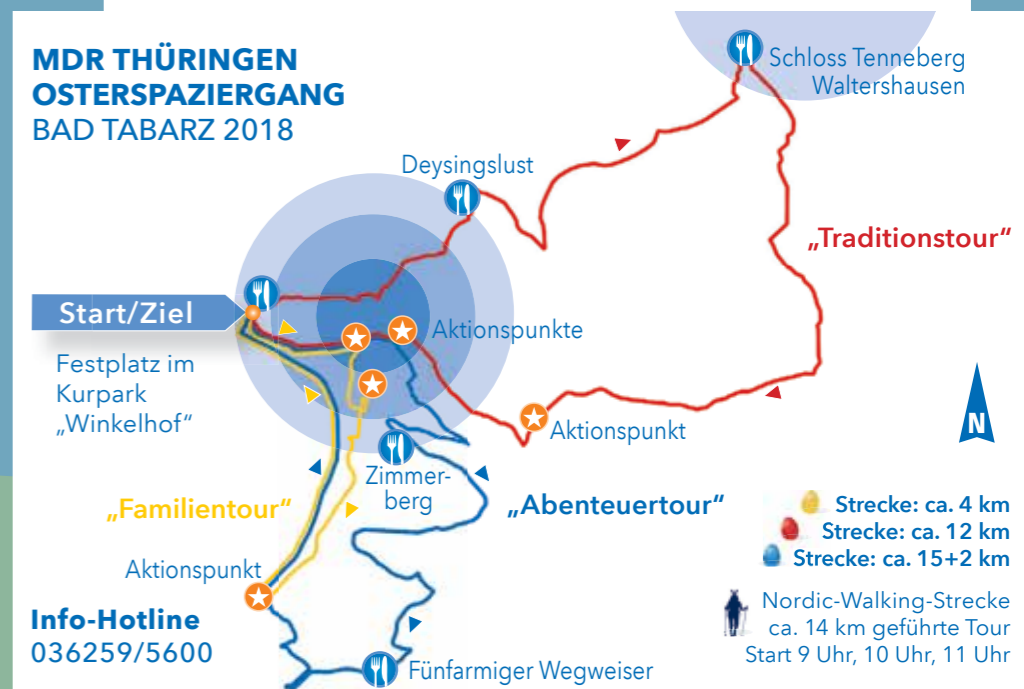 MDR THÜRINGEN
OSTERSPAZIERGANG
BAD TABARZ 2018
Schloss Tenneberg
Waltershausen
Deysingslust
„Traditionstour“
Start/Ziel
Aktionspunkte
Festplatz im
Kurpark
„Winkelhof“
Aktionspunkt
N
Zimmer-
berg
„Familientour“
„Abenteuertour“
Strecke: ca. 4 km
Strecke: ca. 12 km
Strecke: ca. 15+2 km
Aktionspunkt
Info-Hotline
036259/5600
Nordic-Walking-Strecke
ca. 14 km geführte Tour
Start 9 Uhr, 10 Uhr, 11 Uhr
Fünfarmiger Wegweiser